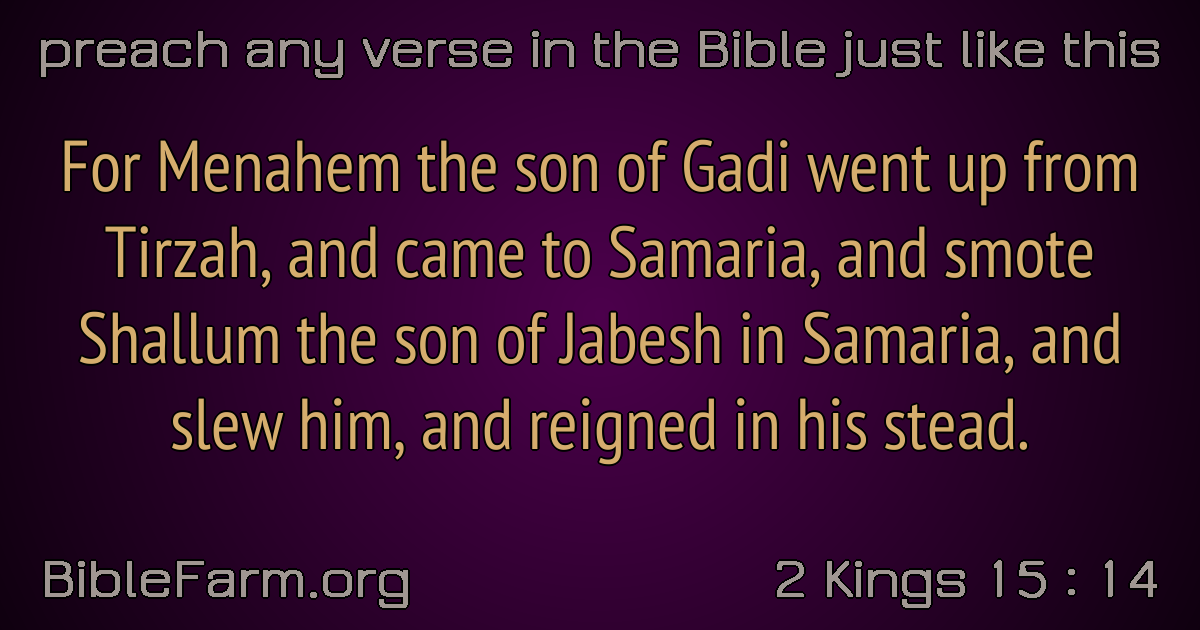 preach any verse in the Bible just like this
For Menahem the son of Gadi went up from
Tirzah, and came to Samaria, and smote
Shallum the son of Jabesh in Samaria, and
slew him, and reigned in his stead.
BibleFarm.org
2 Kings 15 : 14